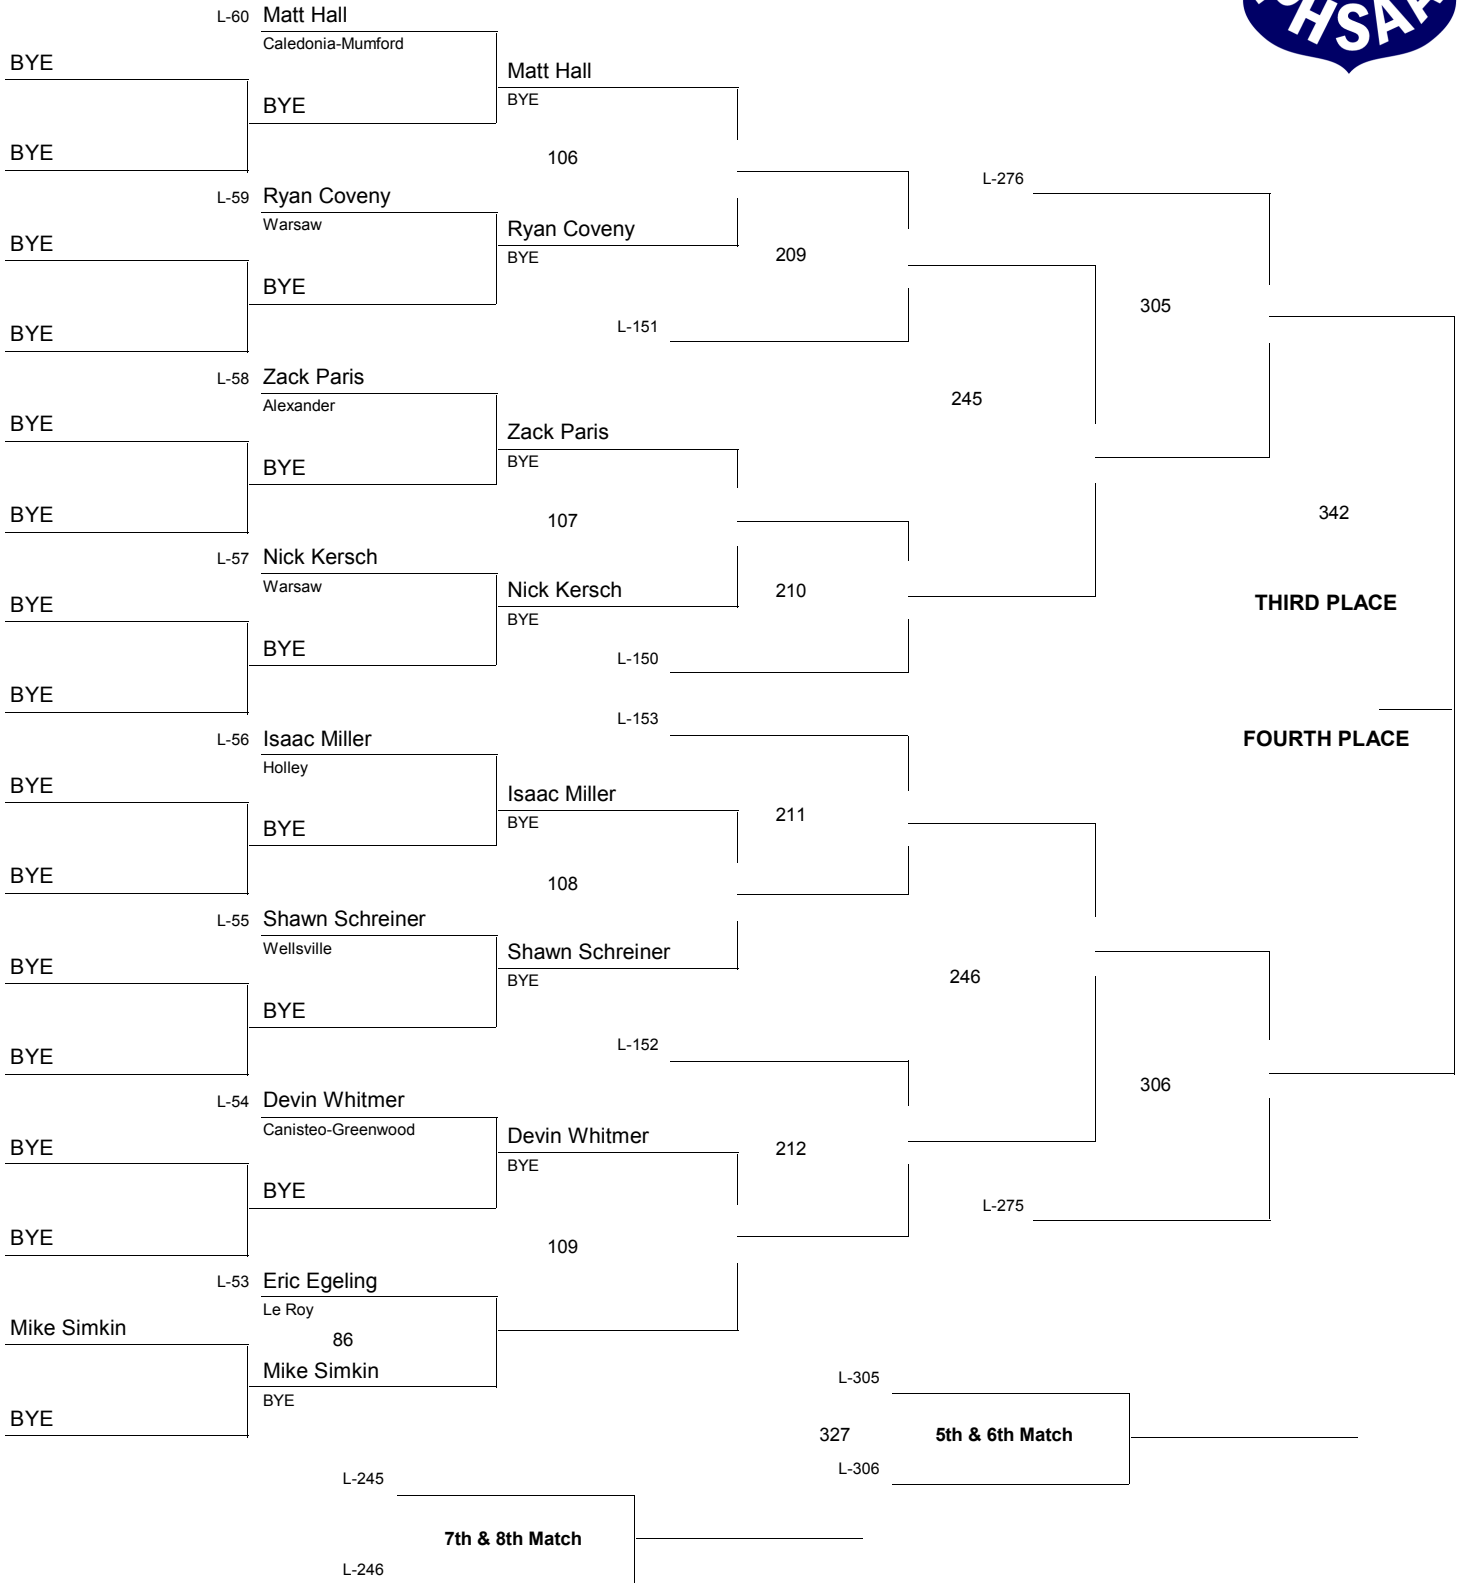 L-60 Matt Hall
Caledonia-Mumford
BYE
Matt Hall
BYE
BYE
BYE
106
L-276
L-59 Ryan Coveny
Warsaw
Ryan Coveny
BYE
BYE
209
BYE
305
L-151
BYE
L-58 Zack Paris
Alexander
245
BYE
Zack Paris
BYE
BYE
BYE
107
342
L-57 Nick Kersch
Warsaw
Nick Kersch
210
BYE
THIRD PLACE
BYE
BYE
L-150
BYE
L-153
L-56 Isaac Miller
FOURTH PLACE
Holley
BYE
Isaac Miller
211
BYE
BYE
BYE
108
L-55 Shawn Schreiner
Wellsville
Shawn Schreiner
BYE
246
BYE
BYE
L-152
BYE
306
L-54 Devin Whitmer
Canisteo-Greenwood
Devin Whitmer
212
BYE
BYE
BYE
L-275
BYE
109
L-53 Eric Egeling
Le Roy
Mike Simkin
86
Mike Simkin
L-305
BYE
BYE
327
5th & 6th Match
L-306
L-245
7th & 8th Match
L-246